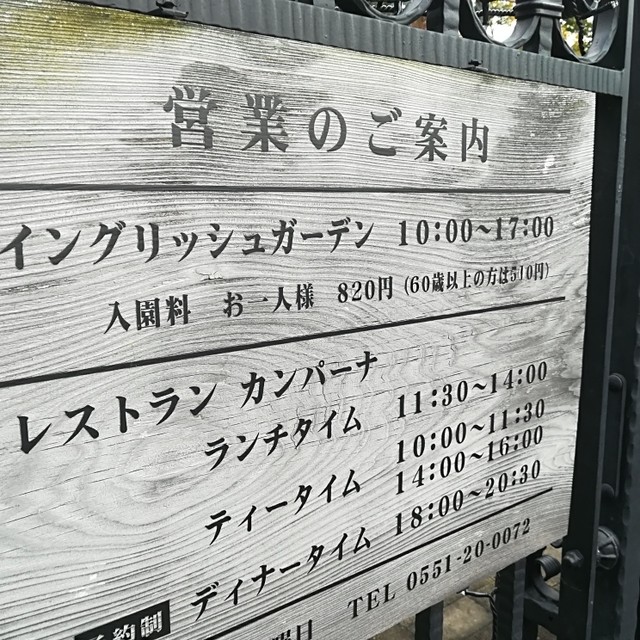 営業のご案内
イングリッシュガーデン 10:00～17:00
入園料 お一人様 820円 (60歳以上の方は510円)
レストラン カンパーナ
ランチタイム 11:30～14:00
ティータイム 10:00～11:30
14:00～16:00
ディナータイム 18:00～20:30
予約制
曜日 TEL 0551-20-0072